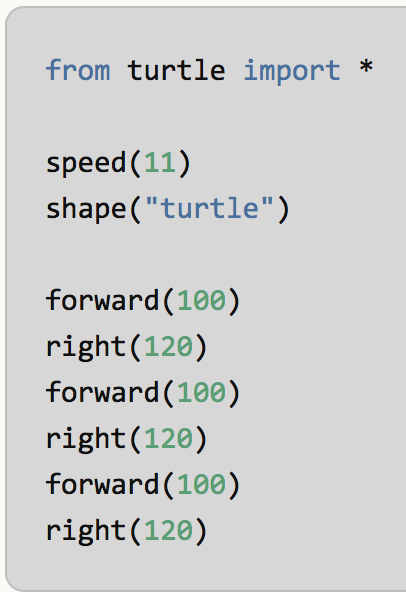 from turtle import *
speed(11)
shape("turtle")
forward(100)
right(120)
forward(100)
right(120)
forward(100)
right(120)